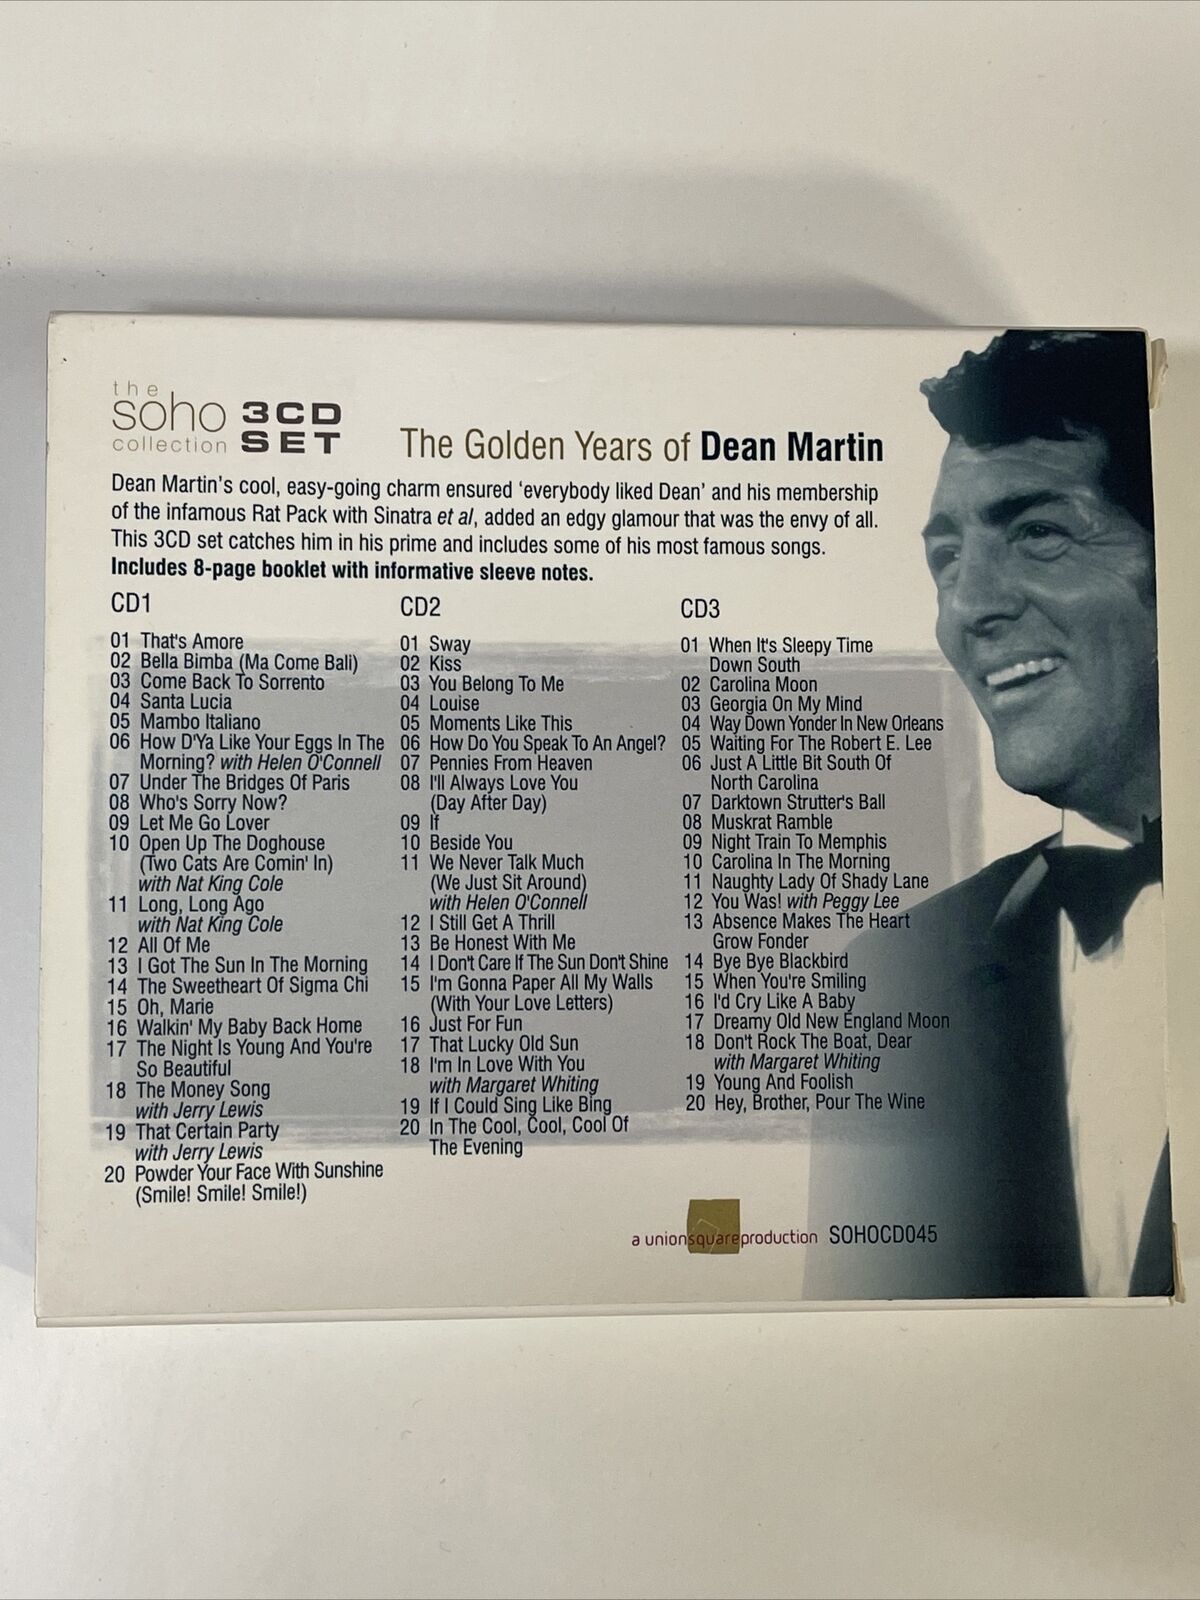 the
soho
collection
3CD
SET
The Golden Years of Dean Martin
Dean Martin's cool, easy-going charm ensured 'everybody liked Dean' and his membership
of the infamous Rat Pack with Sinatra et al, added an edgy glamour that was the envy of all.
This 3CD set catches him in his prime and includes some of his most famous songs.
Includes 8-page booklet with informative sleeve notes.
CD1
01 That's Amore
02 Bella Bimba (Ma Come Bali)
03 Come Back To Sorrento
04 Santa Lucia
05 Mambo Italiano
06 How D'Ya Like Your Eggs In The
Morning? with Helen O'Connell
07 Under The Bridges Of Paris
08 Who's Sorry Now?
09 Let Me Go Lover
10 Open Up The Doghouse
(Two Cats Are Comin' In)
with Nat King Cole
11 Long, Long Ago
with Nat King Cole
12 All Of Me
13 I Got The Sun In The Morning
14 The Sweetheart Of Sigma Chi
15 Oh, Marie
16 Walkin' My Baby Back Home
17 The Night Is Young And You're
So Beautiful
18 The Money Song
with Jerry Lewis
19 That Certain Party
with Jerry Lewis
20 Powder Your Face With Sunshine
(Smile! Smile! Smile!)
CD2
01 Sway
02 Kiss
03 You Belong To Me
04 Louise
05 Moments Like This
06 How Do You Speak To An Angel?
07 Pennies From Heaven
08 I'll Always Love You
(Day After Day)
09 If
10 Beside You
11 We Never Talk Much
(We Just Sit Around)
with Helen O'Connell
12 I Still Get A Thrill
13 Be Honest With Me
14 I Don't Care If The Sun Don't Shine
15 I'm Gonna Paper All My Walls
(With Your Love Letters)
16 Just For Fun
17 That Lucky Old Sun
18 I'm In Love With You
with Margaret Whiting
19 If I Could Sing Like Bing
20 In The Cool, Cool, Cool Of
The Evening
CD3
01 When It's Sleepy Time
Down South
02 Carolina Moon
03 Georgia On My Mind
04 Way Down Yonder In New Orleans
05 Waiting For The Robert E. Lee
06 Just A Little Bit South Of
North Carolina
07 Darktown Strutter's Ball
08 Muskrat Ramble
09 Night Train To Memphis
10 Carolina In The Morning
11 Naughty Lady Of Shady Lane
12 You Was! with Peggy Lee
13 Absence Makes The Heart
Grow Fonder
14 Bye Bye Blackbird
15 When You're Smiling
16 I'd Cry Like A Baby
17 Dreamy Old New England Moon
18 Don't Rock The Boat, Dear
with Margaret Whiting
19 Young And Foolish
20 Hey, Brother, Pour The Wine
a unionsquareproduction SOHOCD045